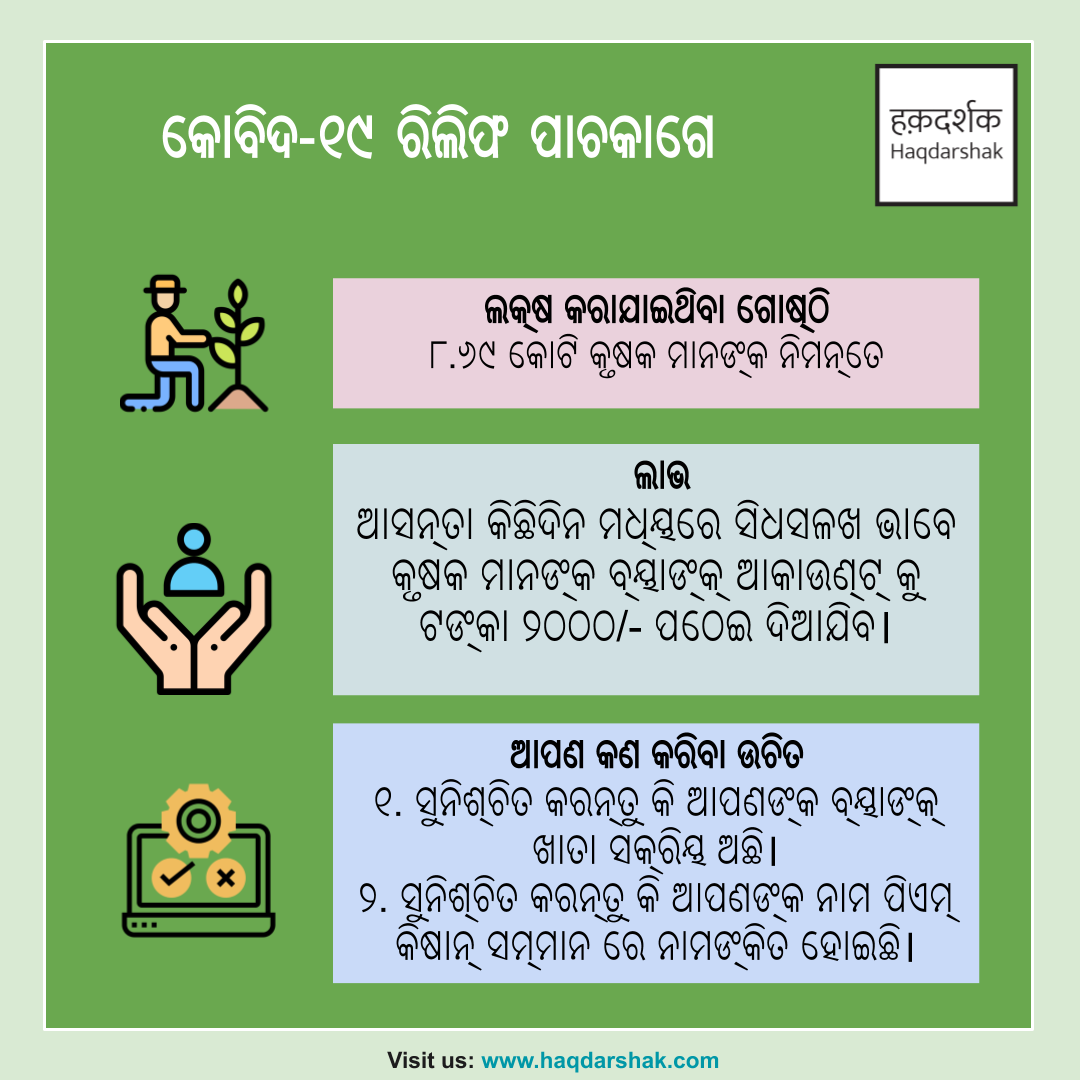 କୋବିଦ-୧୯ ରିଲିଫ ପାଚକାଗେ
हक़दर्शक
Haqdarshak
ଲକ୍‌ଷ କରାଯାଇଥିବା ଗୋଷ୍‌ଠି
୮.୬୯ କୋଟି କୃଷକ ମାନଙ୍‌କ ନିମନ୍‌ତେ
ଲାଭ
ଆସନ୍‌ତା କିଛିଦିନ ମଧ୍‌ୟରେ ସିଧସଳଖ ଭାବେ
କୃଷକ ମାନଙ୍‌କ ବ୍‌ୟାଙ୍‌କ୍ ଆକାଉଣ୍‌ଟ୍ କୁ
ଟଙ୍‌କା ୨୦୦୦/- ପଠେଇ ଦିଆଯିବ।
ଆପଣ କଣ କରିବା ଉଚିତ
୧. ସୁନିଶ୍‌ଚିତ କରନ୍‌ତୁ କି ଆପଣଙ୍‌କ ବ୍‌ୟାଙ୍‌କ୍
ଖାତା ସକ୍‌ରିୟ ଅଛି।
୨. ସୁନିଶ୍‌ଚିତ କରନ୍‌ତୁ କି ଆପଣଙ୍‌କ ନାମ ପିଏମ୍
କିଷାନ୍ ସମ୍‌ମାନ ରେ ନାମଙ୍‌କିତ ହୋଇଛି।
Visit us: www.haqdarshak.com